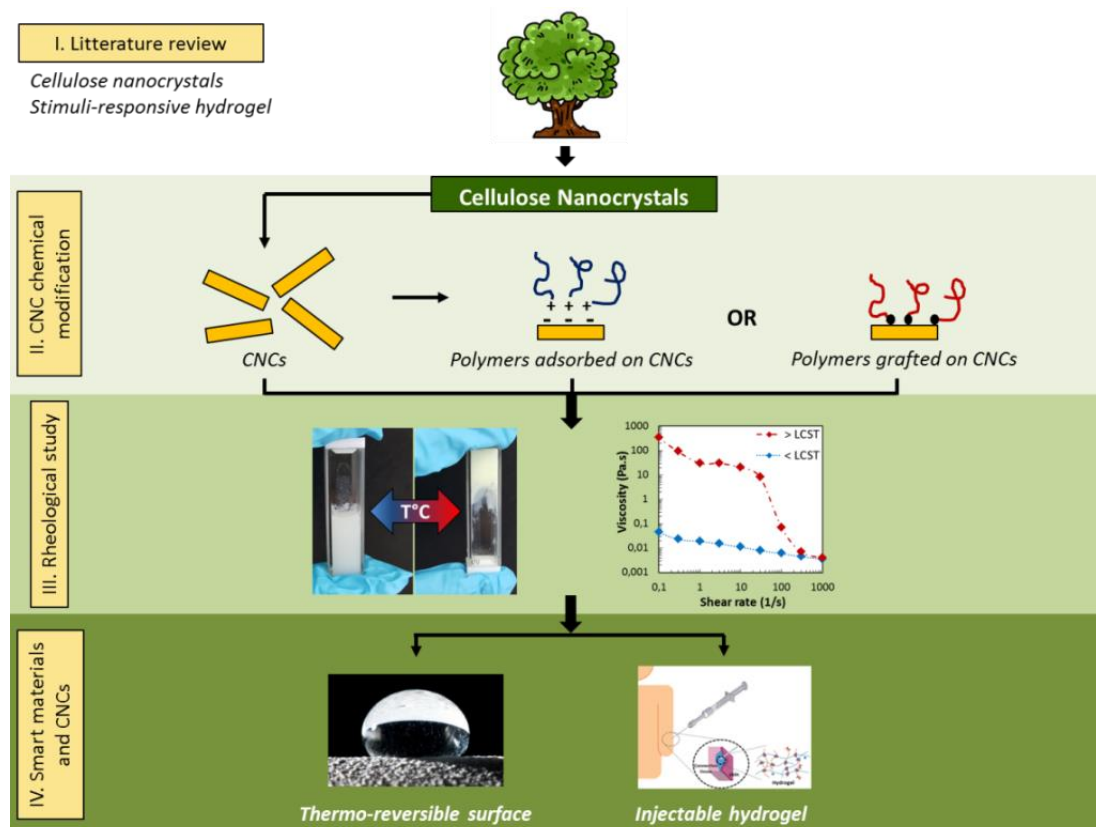 I. Litterature review
Cellulose nanocrystals
Stimuli-responsive hydrogel
Cellulose Nanocrystals
II. CNC chemical
modification
+ + +
- - -
CNCs
Polymers adsorbed on CNCs
OR
Polymers grafted on CNCs
III. Rheological study
T°C
Viscosity (Pa.s)
1000
100
10
1
0,1
0,01
0,001
> LCST
< LCST
0,1 1 10 100 1000
Shear rate (1/s)
IV. Smart materials
and CNCs
Hydrogel
Thermo-reversible surface
Injectable hydrogel